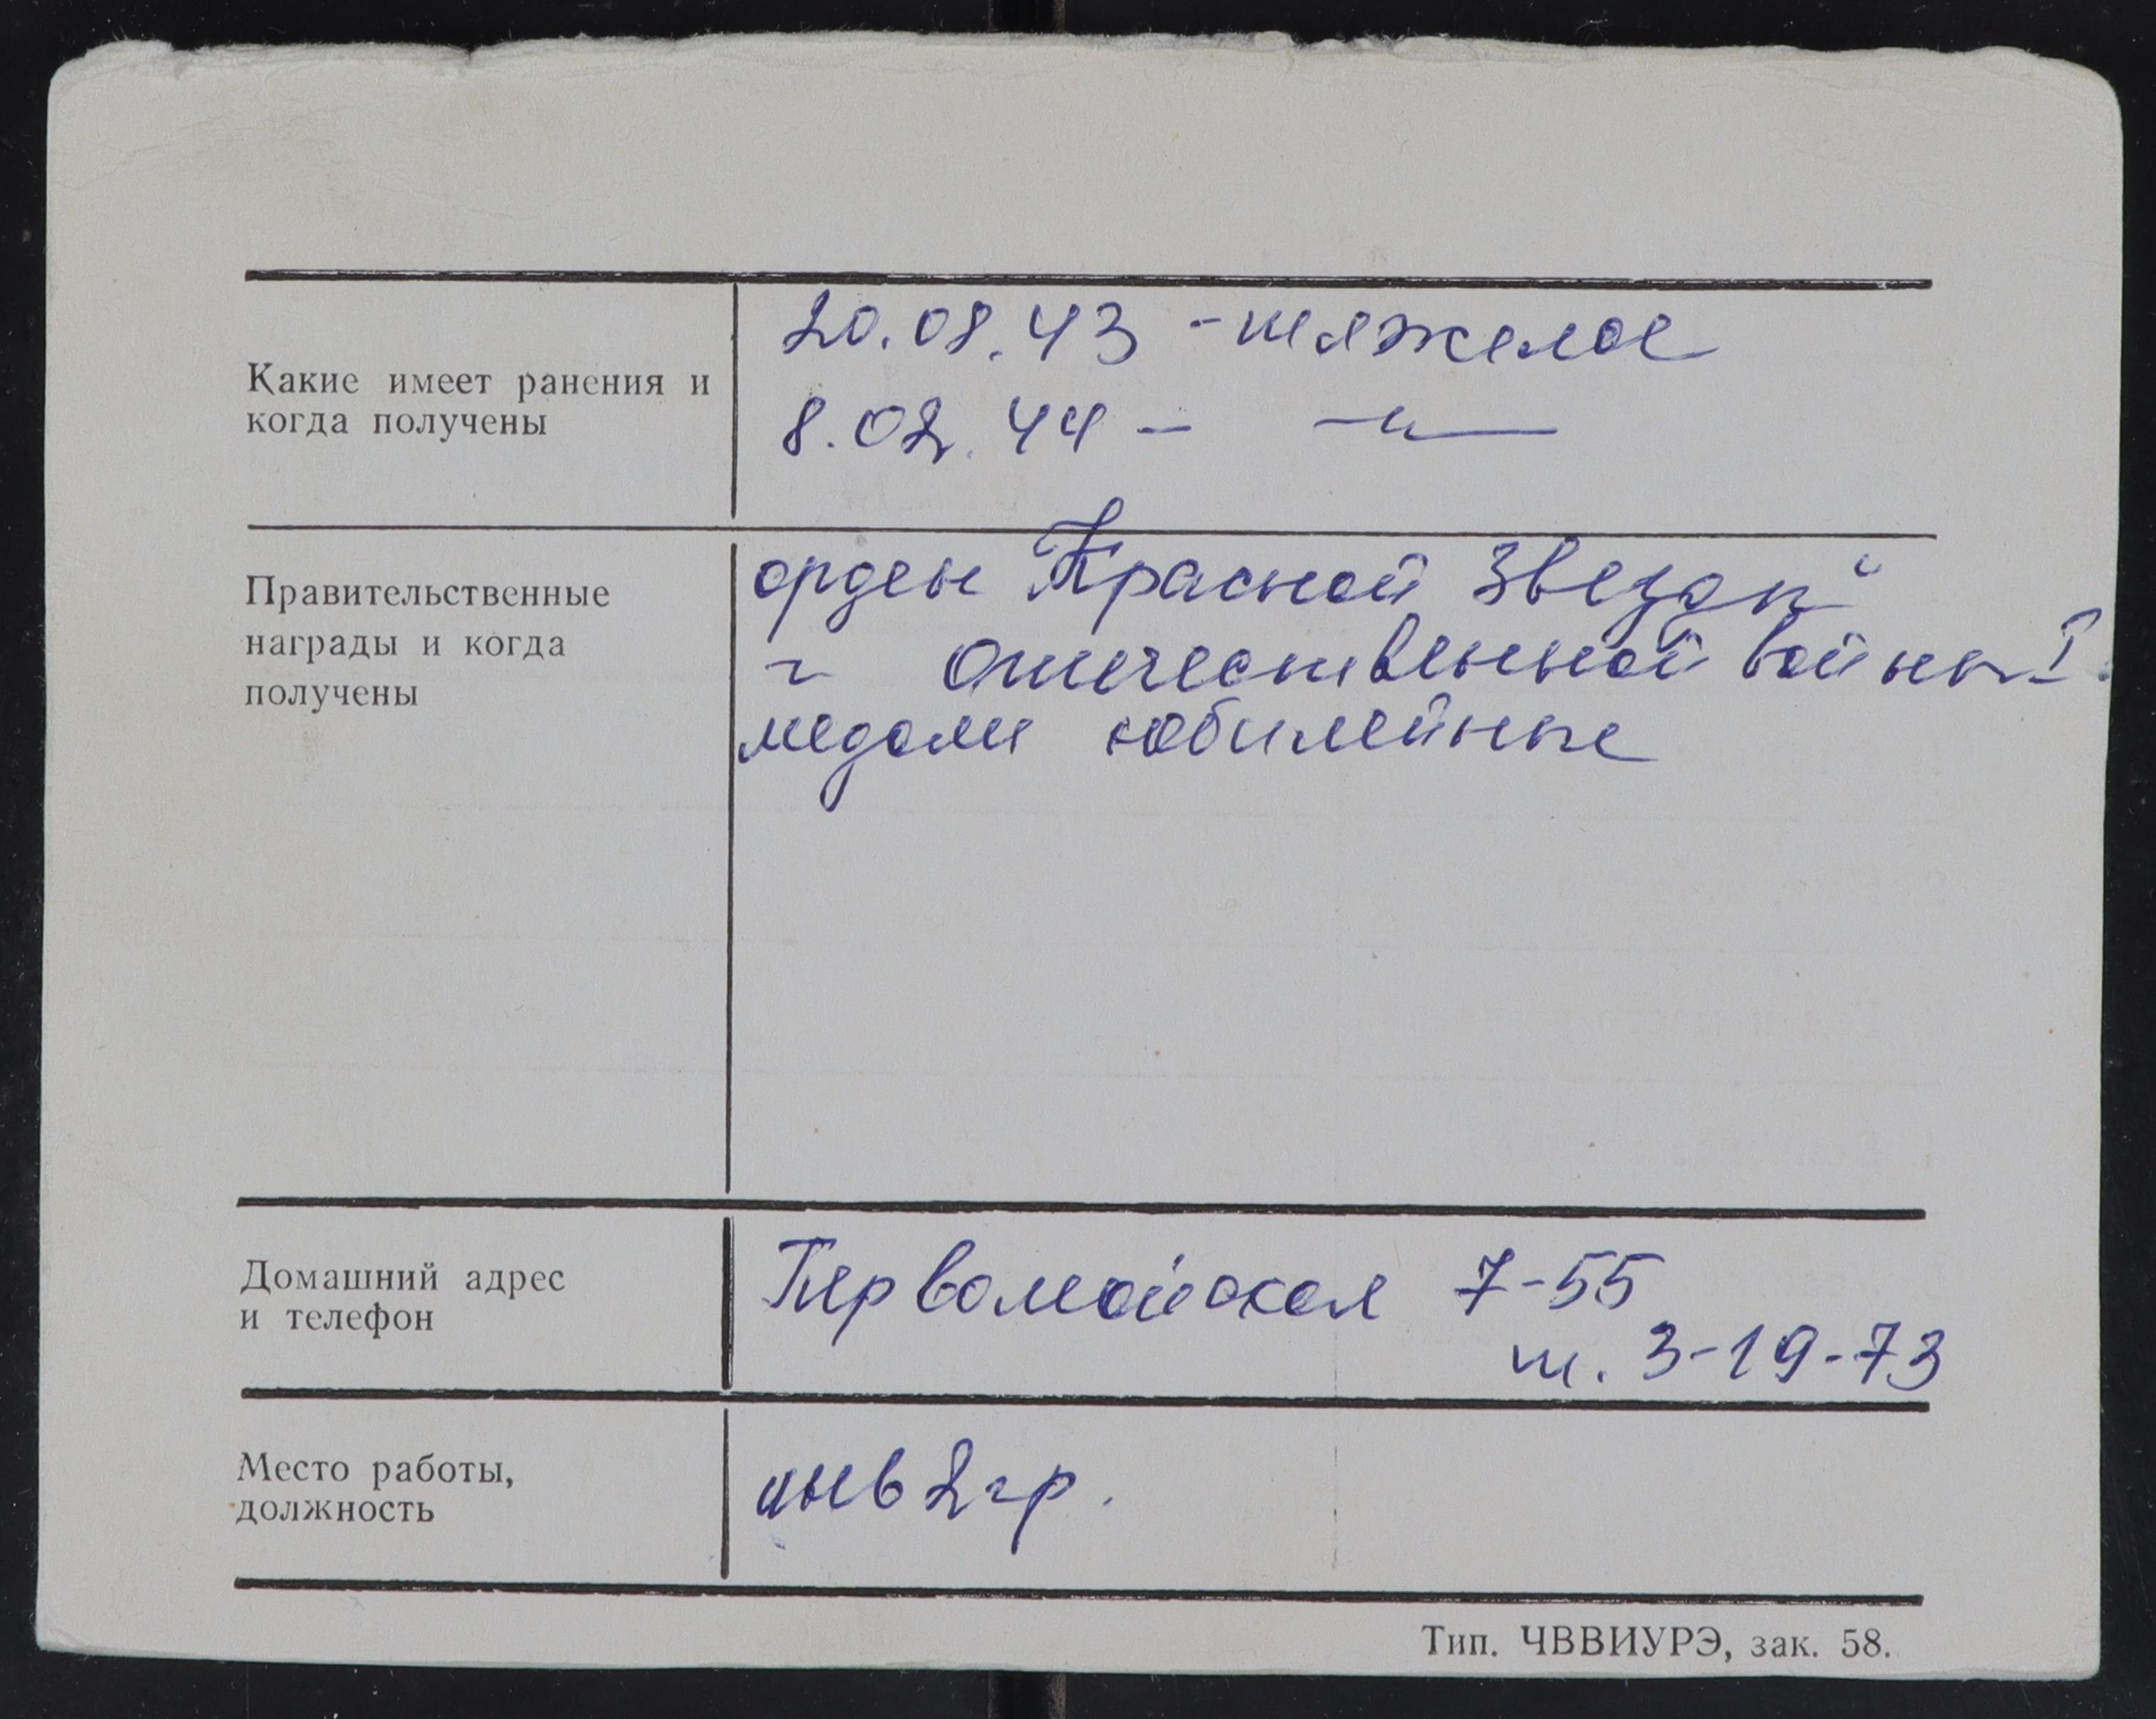 Какие имеет ранения и
когда получены
20.08.43 - тяжелое
8.02.44 - -"-
Правительственные
награды и когда
получены
орден "Красной Звезды"
" Отечественной войны I
медали юбилейные
Домашний адрес
и телефон
Первомайская 7-55
т. 3-19-73
Место работы,
должность
инв 2 гр.
Тип. ЧВВИУРЭ, зак. 58.